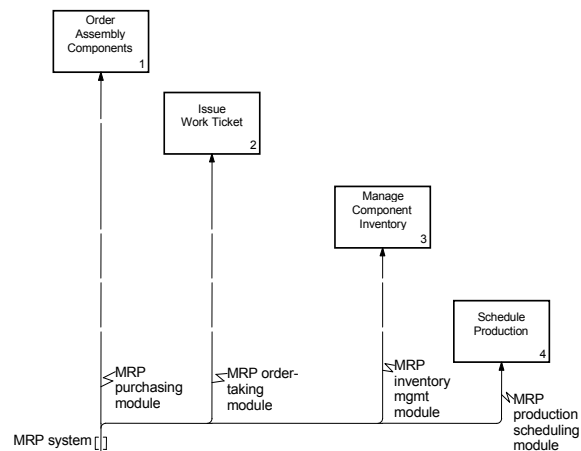 Order
Assembly
Components
1
Issue
Work Ticket
2
Manage
Component
Inventory
3
Schedule
Production
4
MRP
purchasing
module
MRP order-
taking
module
MRP
inventory
mgmt
module
MRP
production
scheduling
module
MRP system